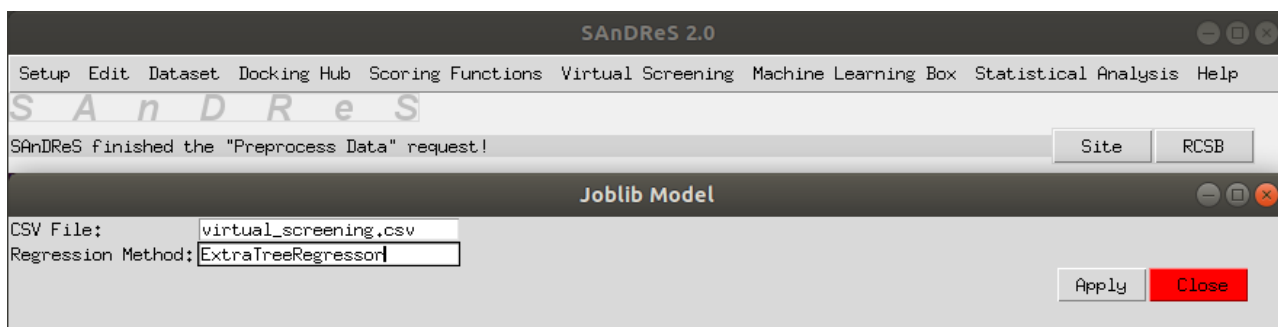 SAnDReS 2.0
Setup Edit Dataset Docking Hub Scoring Functions Virtual Screening Machine Learning Box Statistical Analysis Help
S A n D R e S
SAnDReS finished the "Preprocess Data" request!
Site RCSB
Joblib Model
CSV File: virtual_screening.csv
Regression Method: ExtraTreeRegressor
Apply Close